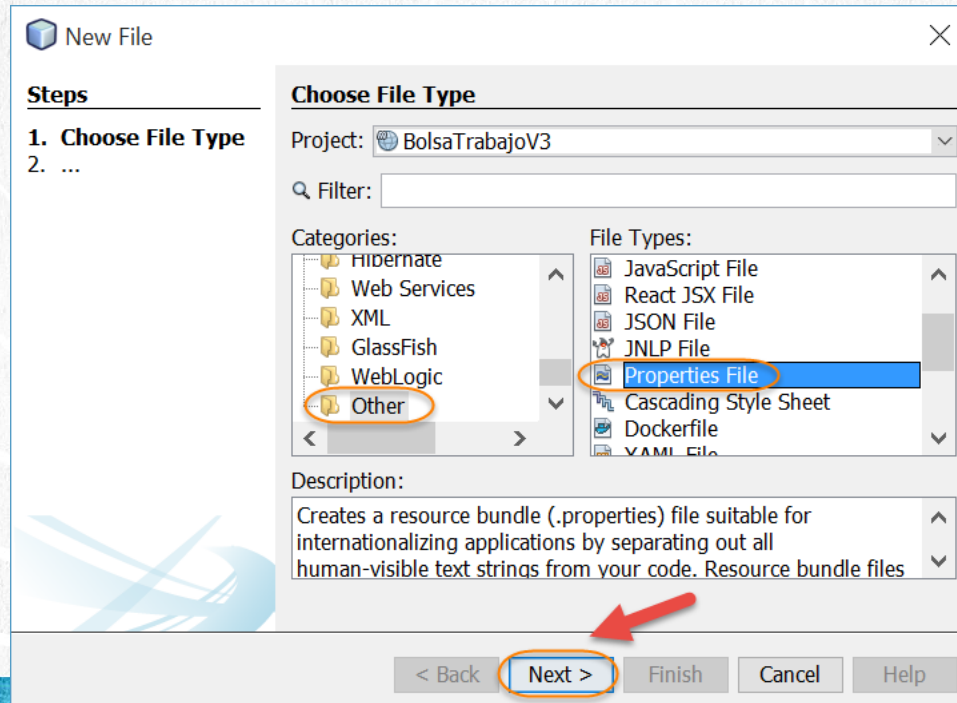 New File
Steps
1. Choose File Type
2. ...
Choose File Type
Project: BolsaTrabajoV3
Filter:
Categories:
Hibernate
Web Services
XML
GlassFish
WebLogic
Other
File Types:
JavaScript File
React JSX File
JSON File
JNLP File
Properties File
Cascading Style Sheet
Dockerfile
YAML File
Description:
Creates a resource bundle (.properties) file suitable for
internationalizing applications by separating out all
human-visible text strings from your code. Resource bundle files
< Back
Next >
Finish
Cancel
Help